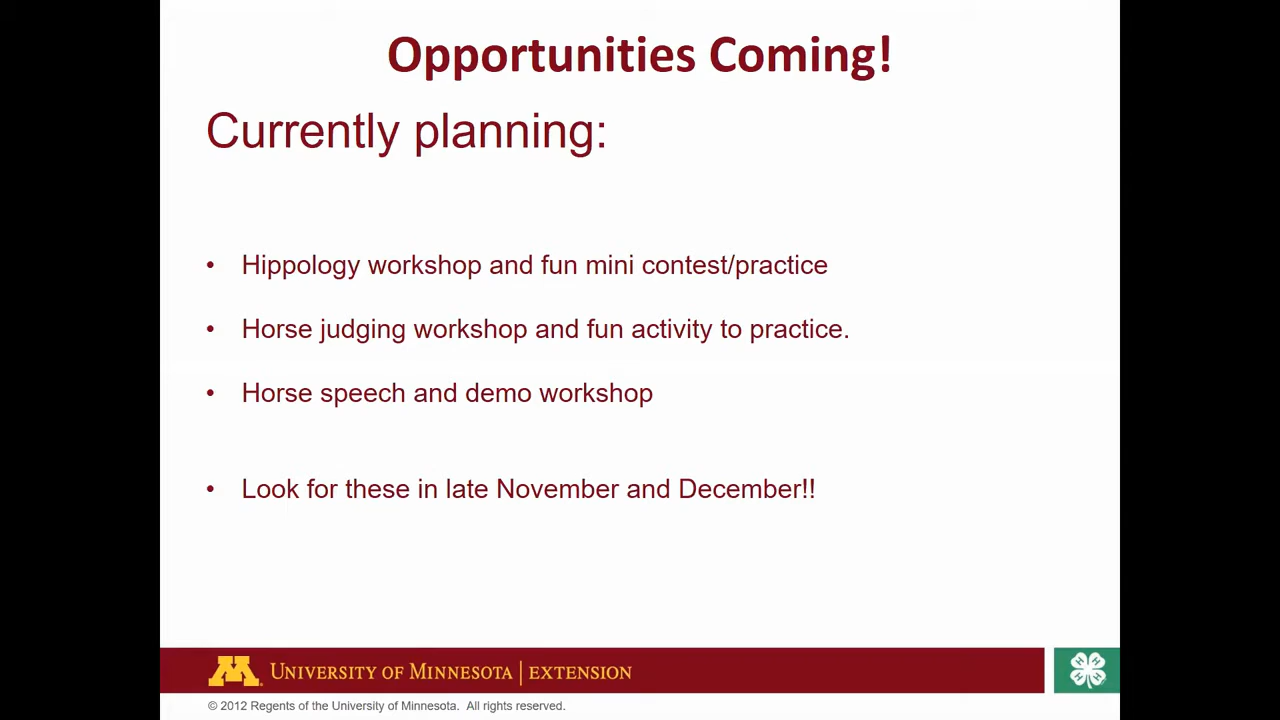 Opportunities Coming!
Currently planning:
• Hippology workshop and fun mini contest/practice
• Horse judging workshop and fun activity to practice.
• Horse speech and demo workshop
• Look for these in late November and December!!
M UNIVERSITY OF MINNESOTA | EXTENSION
H H H H
© 2012 Regents of the University of Minnesota. All rights reserved.